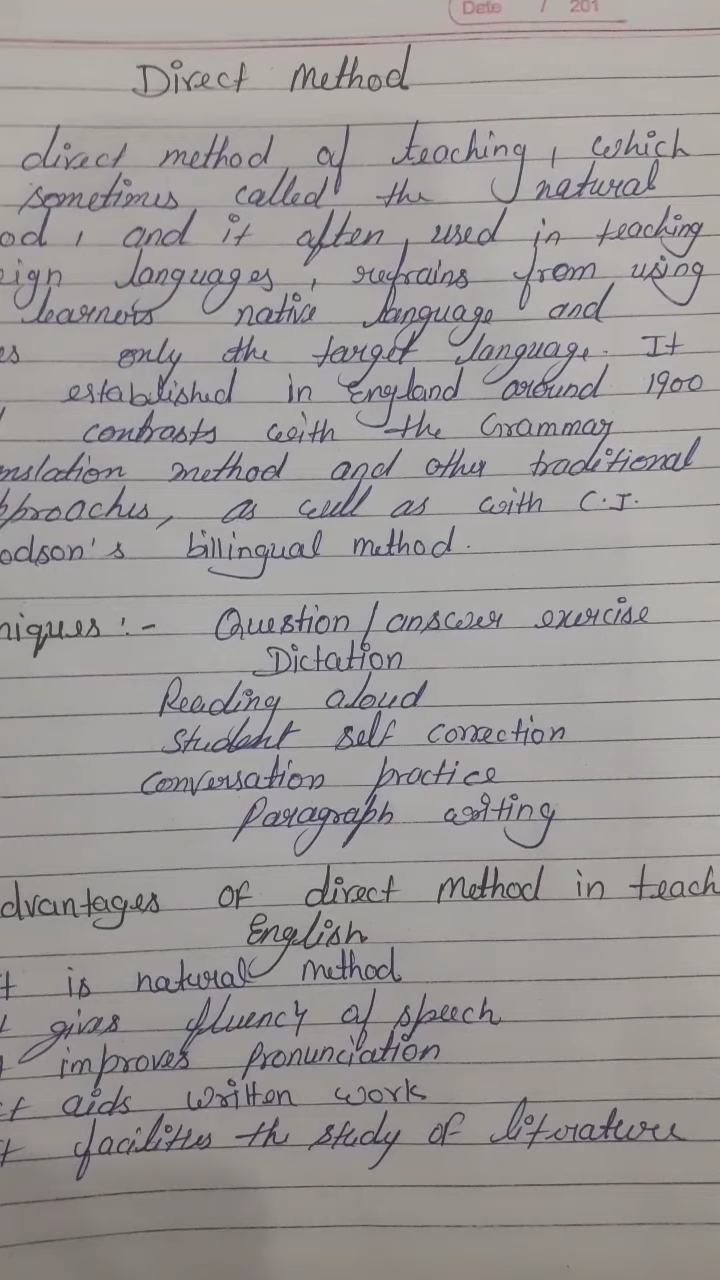 Date / 201
Direct Method
direct method of teaching, which
sometimes called the natural
od, and it often, used in teaching
eign languages, refrains from using
learners native language and
es only the target language. It
established in England around 1900
contrasts with the Grammar
nslation method and other traditional
pproaches, as well as with C.J.
odson's billingual method.
niques :- Question / answer exercise
Dictation
Reading aloud
Student self correction
Conversation practice
Paragraph writing
dvantages of direct method in teach
English
t is natural method
t gives fluency of speech
t improves pronunciation
t aids written work
t facilities the study of literature